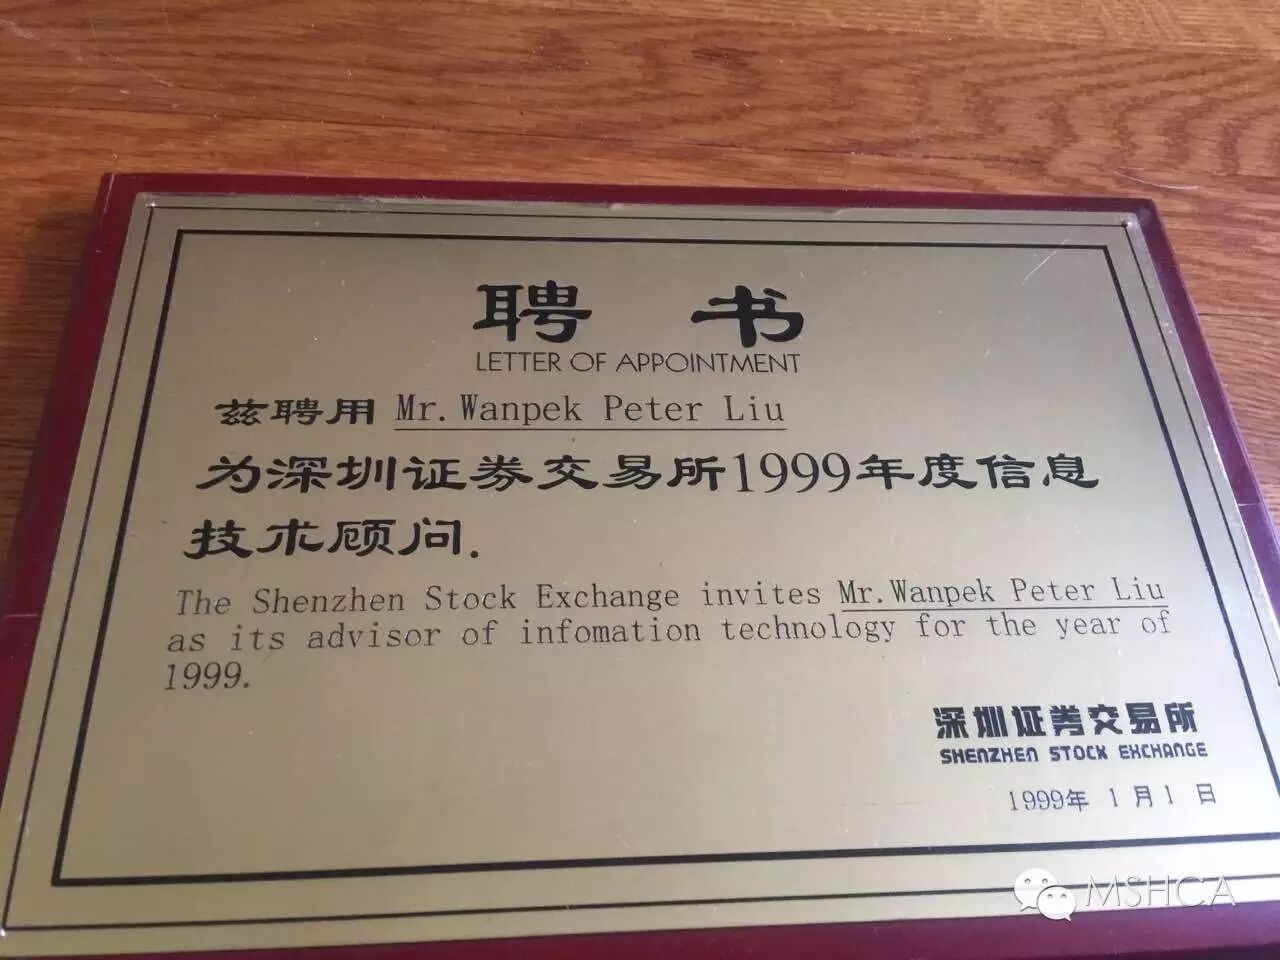 聘 书
LETTER OF APPOINTMENT
兹聘用 Mr. Wanpek Peter Liu
为深圳证券交易所1999年度信息
技术顾问.
The Shenzhen Stock Exchange invites Mr. Wanpek Peter Liu
as its advisor of infomation technology for the year of
1999.
深圳证券交易所
SHENZHEN STOCK EXCHANGE
1999年 1 月 1 日
MSHCA